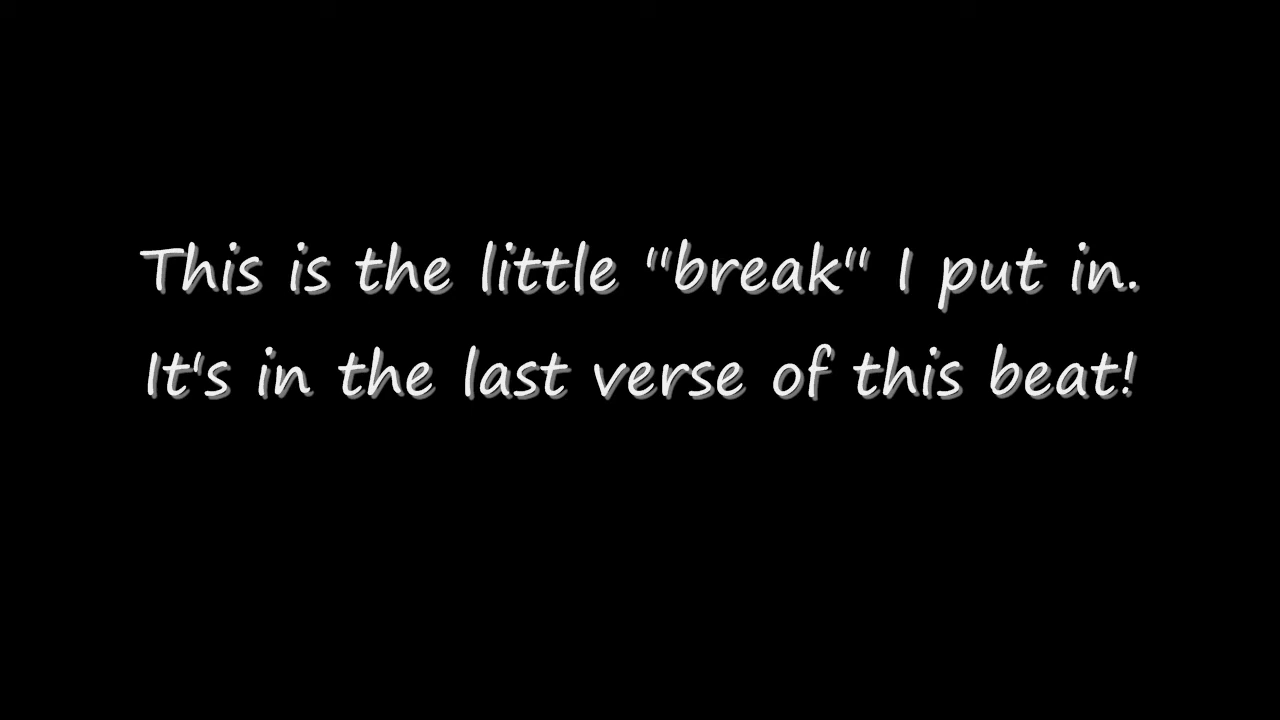 This is the little "break" I put in.
It's in the last verse of this beat!